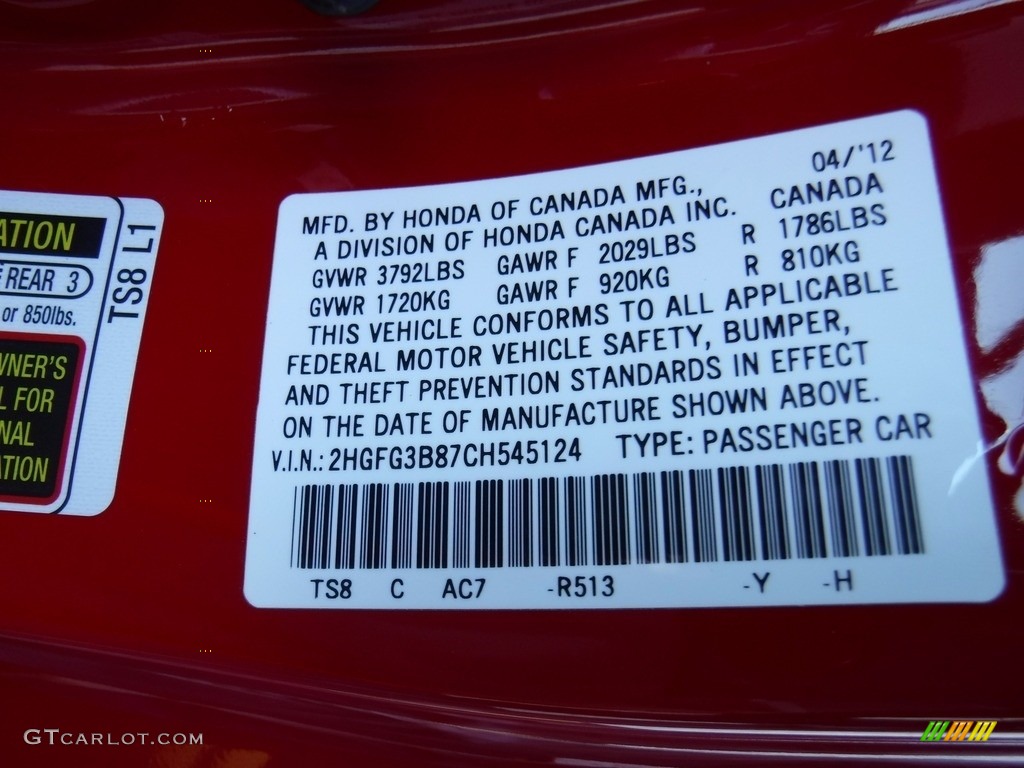 04/'12
MFD. BY HONDA OF CANADA MFG., CANADA
A DIVISION OF HONDA CANADA INC.
GVWR 3792LBS GAWR F 2029LBS R 1786LBS
GVWR 1720KG GAWR F 920KG R 810KG
THIS VEHICLE CONFORMS TO ALL APPLICABLE
FEDERAL MOTOR VEHICLE SAFETY, BUMPER,
AND THEFT PREVENTION STANDARDS IN EFFECT
ON THE DATE OF MANUFACTURE SHOWN ABOVE.
V.I.N.: 2HGFG3B87CH545124 TYPE: PASSENGER CAR
TS8 C AC7 -R513 -Y -H
ATION
REAR 3
or 850lbs.
WNER'S
L FOR
NAL
ATION
TS8 L1
GTCARLOT.COM